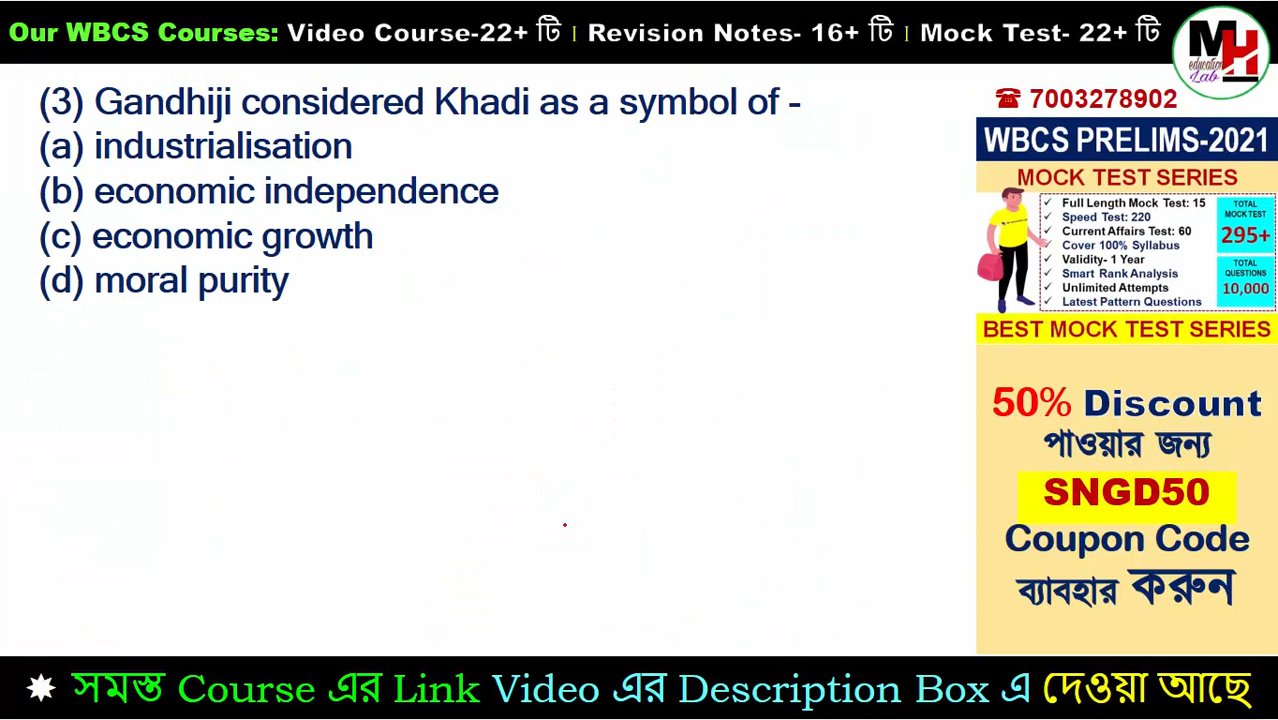 Our WBCS Courses: Video Course-22+ টি । Revision Notes- 16+ টি । Mock Test- 22+ টি
MH
education
Lab
(3) Gandhiji considered Khadi as a symbol of -
(a) industrialisation
(b) economic independence
(c) economic growth
(d) moral purity
☎ 7003278902
WBCS PRELIMS-2021
MOCK TEST SERIES
✓ Full Length Mock Test: 15
✓ Speed Test: 220
✓ Current Affairs Test: 60
✓ Cover 100% Syllabus
✓ Validity- 1 Year
✓ Smart Rank Analysis
✓ Unlimited Attempts
✓ Latest Pattern Questions
TOTAL
MOCK TEST
295+
TOTAL
QUESTIONS
10,000
BEST MOCK TEST SERIES
50% Discount
পাওয়ার জন্য
SNGD50
Coupon Code
ব্যাবহার করুন
✸ সমস্ত Course এর Link Video এর Description Box এ দেওয়া আছে